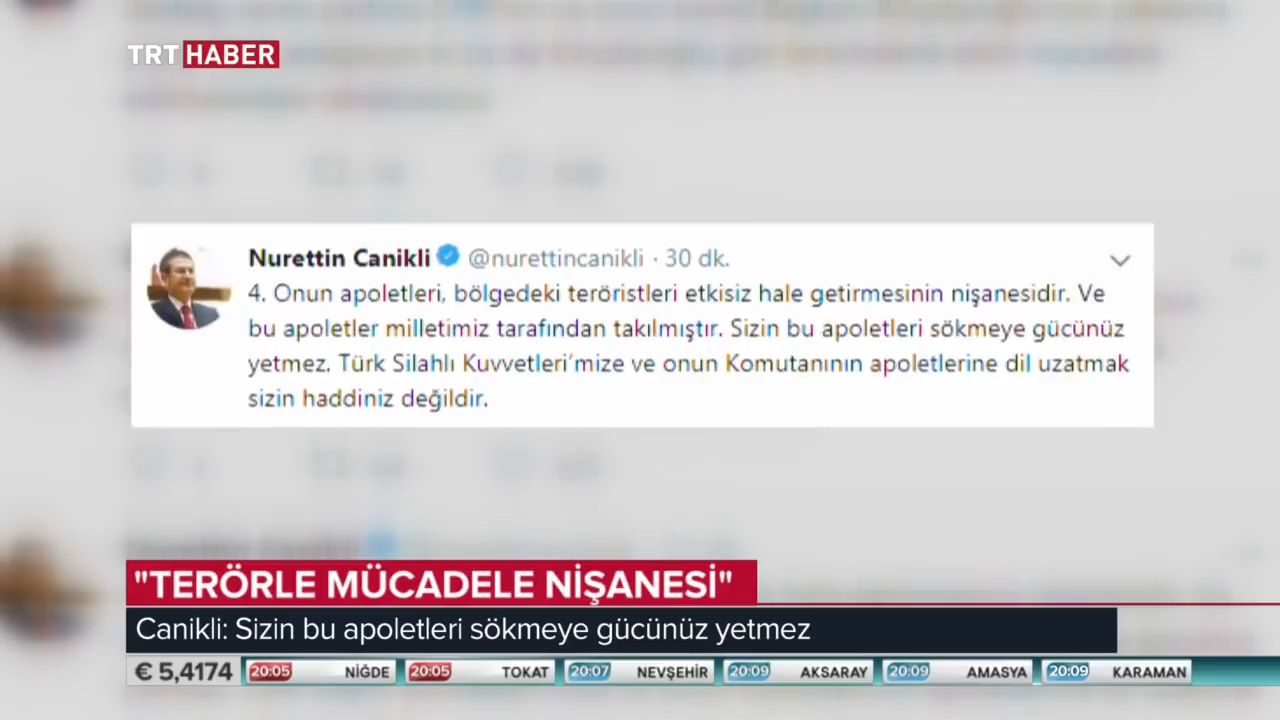 TRT HABER
Nurettin Canikli @nurettincanikli · 30 dk.
4. Onun apoletleri, bölgedeki teröristleri etkisiz hale getirmesinin nişanesidir. Ve
bu apoletler milletimiz tarafından takılmıştır. Sizin bu apoletleri sökmeye gücünüz
yetmez. Türk Silahlı Kuvvetleri'mize ve onun Komutanının apoletlerine dil uzatmak
sizin haddiniz değildir.
"TERÖRLE MÜCADELE NİŞANESİ"
Canikli: Sizin bu apoletleri sökmeye gücünüz yetmez
€ 5,4174 20:05 NİĞDE 20:05 TOKAT 20:07 NEVŞEHİR 20:09 AKSARAY 20:09 AMASYA 20:09 KARAMAN